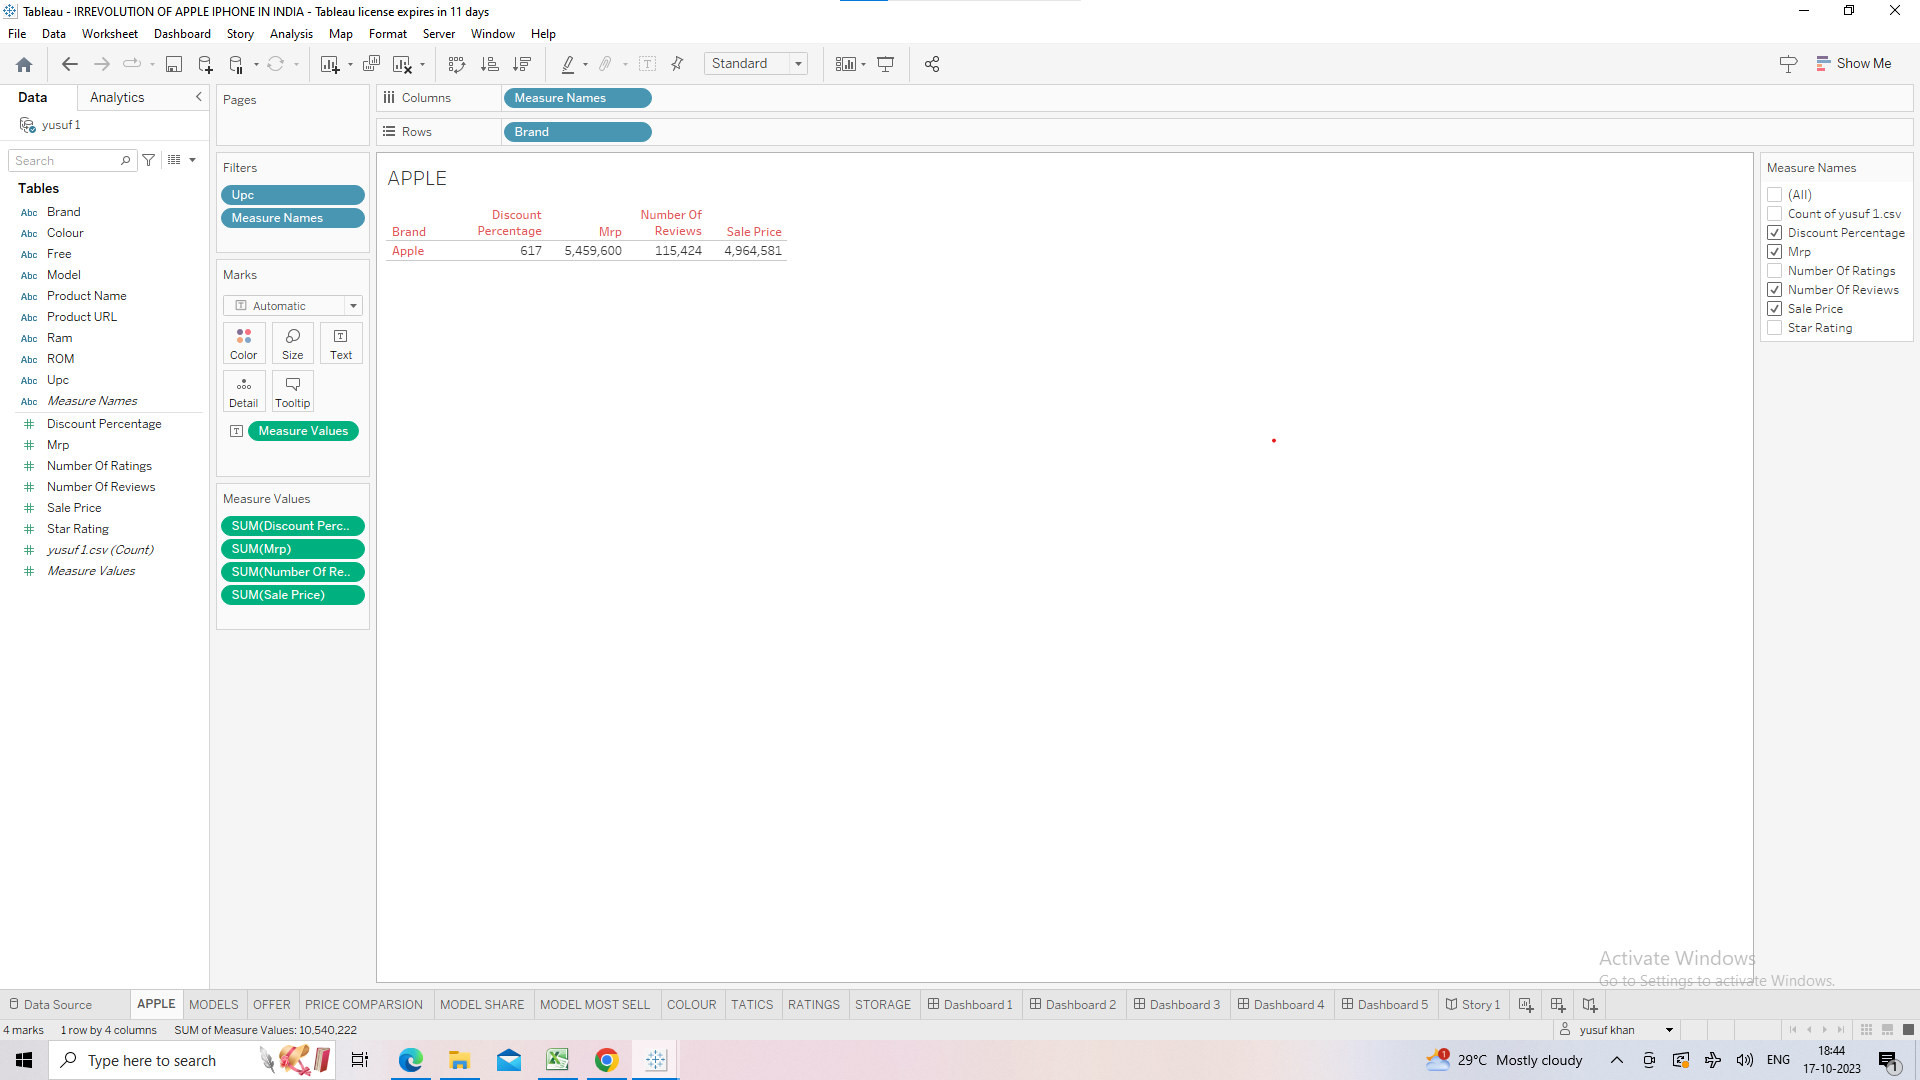 Tableau - IRREVOLUTION OF APPLE IPHONE IN INDIA - Tableau license expires in 11 days
File Data Worksheet Dashboard Story Analysis Map Format Server Window Help
Standard
Show Me
Data Analytics
yusuf 1
Search
Tables
Abc Brand
Abc Colour
Abc Free
Abc Model
Abc Product Name
Abc Product URL
Abc Ram
Abc ROM
Abc Upc
Abc Measure Names
# Discount Percentage
# Mrp
# Number Of Ratings
# Number Of Reviews
# Sale Price
# Star Rating
# yusuf 1.csv (Count)
# Measure Values
Pages
Filters
Upc
Measure Names
Marks
T Automatic
Color Size Text
Detail Tooltip
T Measure Values
Measure Values
SUM(Discount Perc..
SUM(Mrp)
SUM(Number Of Re..
SUM(Sale Price)
Columns Measure Names
Rows Brand
APPLE
Discount Number Of
Brand Percentage Mrp Reviews Sale Price
Apple 617 5,459,600 115,424 4,964,581
Measure Names
(All)
Count of yusuf 1.csv
Discount Percentage
Mrp
Number Of Ratings
Number Of Reviews
Sale Price
Star Rating
Activate Windows
Go to Settings to activate Windows.
Data Source APPLE MODELS OFFER PRICE COMPARSION MODEL SHARE MODEL MOST SELL COLOUR TATICS RATINGS STORAGE Dashboard 1 Dashboard 2 Dashboard 3 Dashboard 4 Dashboard 5 Story 1
4 marks 1 row by 4 columns SUM of Measure Values: 10,540,222
yusuf khan
Type here to search
1 29°C Mostly cloudy ENG
18:44
17-10-2023
1